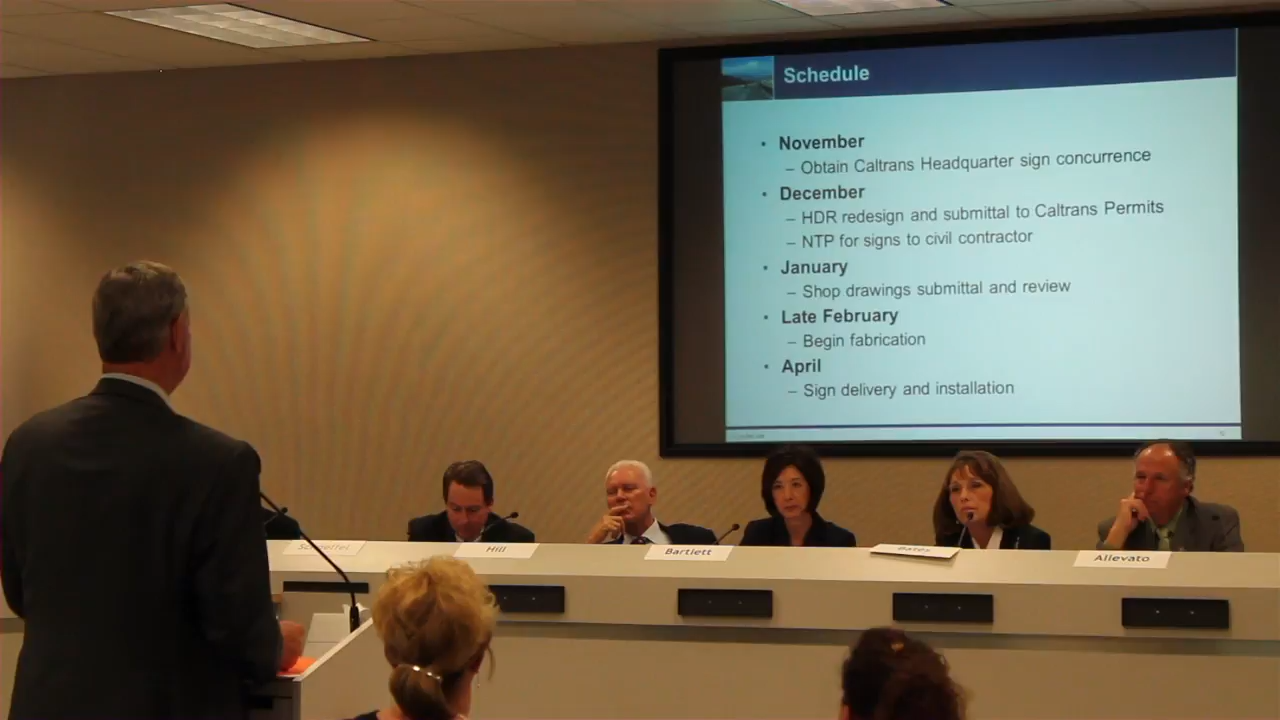 Schedule
• November
– Obtain Caltrans Headquarter sign concurrence
• December
– HDR redesign and submittal to Caltrans Permits
– NTP for signs to civil contractor
• January
– Shop drawings submittal and review
• Late February
– Begin fabrication
• April
– Sign delivery and installation
Hill
Bartlett
Bates
Allevato